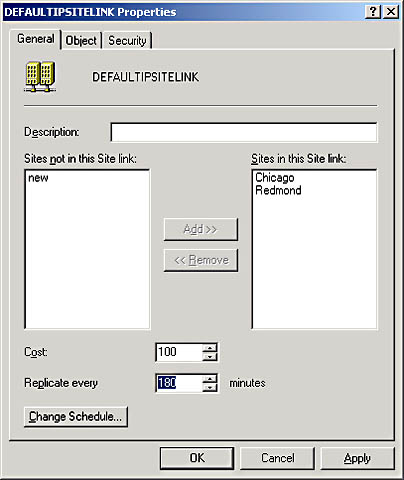 DEFAULTIPSITELINK Properties
General Object Security
DEFAULTIPSITELINK
Description:
Sites not in this Site link: Sites in this Site link:
new Chicago
Redmond
Add >>
<< Remove
Cost: 100
Replicate every 180 minutes
Change Schedule...
OK Cancel Apply